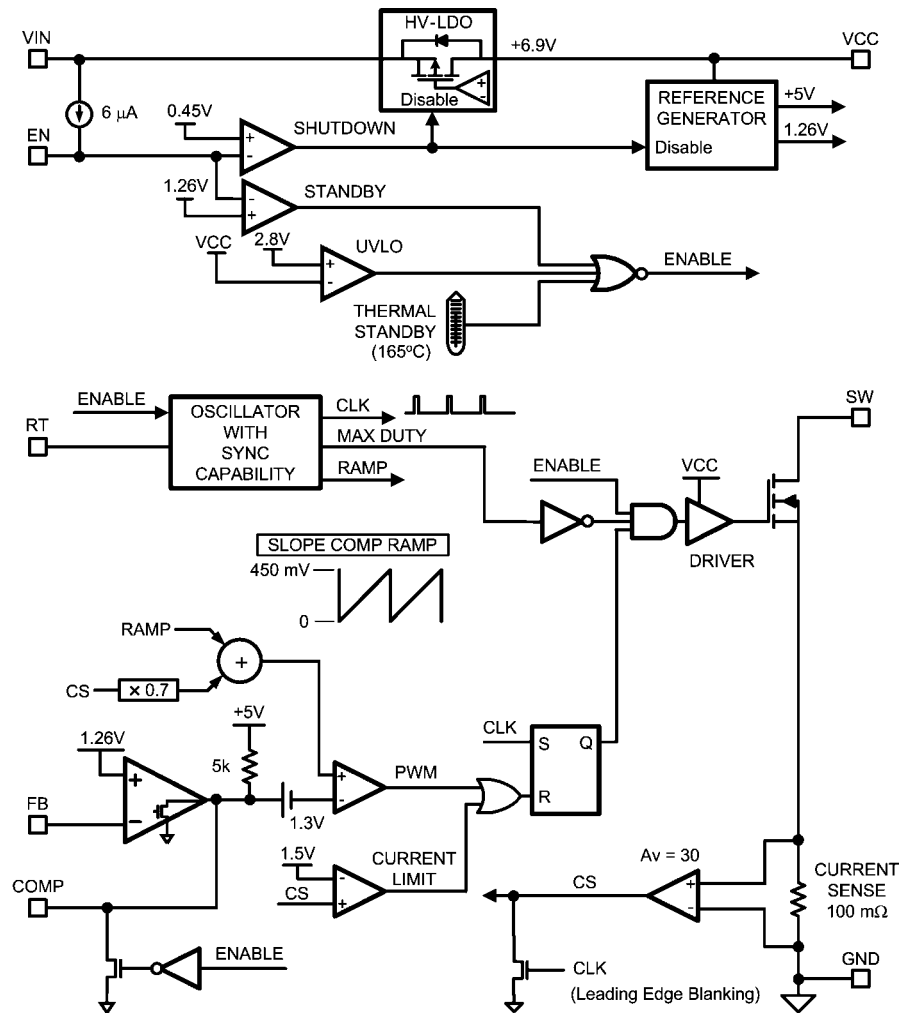 HV-LDO
VIN
+6.9V
VCC
Disable
+
-
6 μA
REFERENCE
GENERATOR
Disable
+5V
1.26V
0.45V
EN
+
-
SHUTDOWN
1.26V
-
+
STANDBY
VCC
2.8V
+
-
UVLO
ENABLE
THERMAL
STANDBY
(165ºC)
ENABLE
RT
OSCILLATOR
WITH
SYNC
CAPABILITY
CLK
MAX DUTY
RAMP
SW
ENABLE
VCC
DRIVER
SLOPE COMP RAMP
450 mV
0
RAMP
+
CS
× 0.7
+5V
CLK
S
Q
R
1.26V
5k
+
-
PWM
+
−
FB
1.3V
1.5V
-
+
CS
CURRENT
LIMIT
Av = 30
CS
+
-
CURRENT
SENSE
100 mΩ
COMP
ENABLE
CLK
(Leading Edge Blanking)
GND